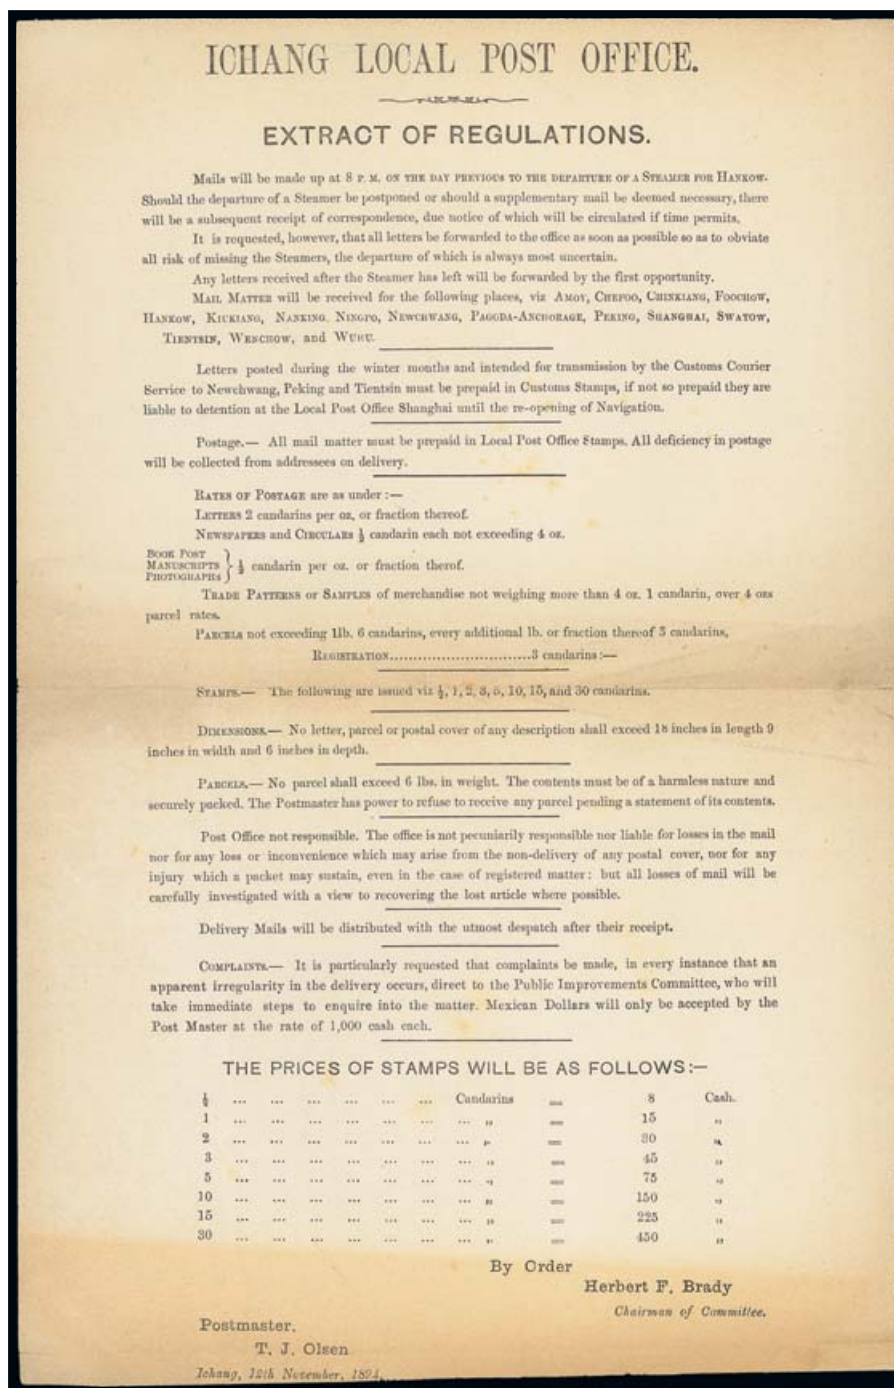 ICHANG LOCAL POST OFFICE.
EXTRACT OF REGULATIONS.
Mails will be made up at 8 P. M. ON THE DAY PREVIOUS TO THE DEPARTURE OF A STEAMER FOR HANKOW.
Should the departure of a Steamer be postponed or should a supplementary mail be deemed necessary, there
will be a subsequent receipt of correspondence, due notice of which will be circulated if time permits.
It is requested, however, that all letters be forwarded to the office as soon as possible so as to obviate
all risk of missing the Steamers, the departure of which is always most uncertain.
Any letters received after the Steamer has left will be forwarded by the first opportunity.
MAIL MATTER will be received for the following places, viz AMOY, CHEFOO, CHINKIANG, FOOCHOW,
HANKOW, KIUKIANG, NANKING, NINGPO, NEWCHWANG, PAGODA-ANCHORAGE, PEKING, SHANGHAI, SWATOW,
TIENTSIN, WENCHOW, and WUHU.
Letters posted during the winter months and intended for transmission by the Customs Courier
Service to Newchwang, Peking and Tientsin must be prepaid in Customs Stamps, if not so prepaid they are
liable to detention at the Local Post Office Shanghai until the re-opening of Navigation.
Postage.— All mail matter must be prepaid in Local Post Office Stamps. All deficiency in postage
will be collected from addressees on delivery.
RATES OF POSTAGE are as under :—
LETTERS 2 candarins per oz, or fraction thereof.
NEWSPAPERS and CIRCULARS ½ candarin each not exceeding 4 oz.
BOOK POST
MANUSCRIPTS } ½ candarin per oz. or fraction therof.
PHOTOGRAPHS
TRADE PATTERNS OR SAMPLES of merchandise not weighing more than 4 oz. 1 candarin, over 4 ozs
parcel rates.
PARCELS not exceeding 1lb. 6 candarins, every additional lb. or fraction thereof 3 candarins,
REGISTRATION..............................3 candarins :—
STAMPS.— The following are issued viz ½, 1, 2, 3, 5, 10, 15, and 30 candarins.
DIMENSIONS.— No letter, parcel or postal cover of any description shall exceed 18 inches in length 9
inches in width and 6 inches in depth.
PARCELS.— No parcel shall exceed 6 lbs. in weight. The contents must be of a harmless nature and
securely packed. The Postmaster has power to refuse to receive any parcel pending a statement of its contents.
Post Office not responsible. The office is not pecuniarily responsible nor liable for losses in the mail
nor for any loss or inconvenience which may arise from the non-delivery of any postal cover, nor for any
injury which a packet may sustain, even in the case of registered matter : but all losses of mail will be
carefully investigated with a view to recovering the lost article where possible.
Delivery Mails will be distributed with the utmost despatch after their receipt.
COMPLAINTS.— It is particularly requested that complaints be made, in every instance that an
apparent irregularity in the delivery occurs, direct to the Public Improvements Committee, who will
take immediate steps to enquire into the matter. Mexican Dollars will only be accepted by the
Post Master at the rate of 1,000 cash each.
THE PRICES OF STAMPS WILL BE AS FOLLOWS:—
½ ... ... ... ... ... ... Candarins = 8 Cash.
1 ... ... ... ... ... ... ... „ = 15 „
2 ... ... ... ... ... ... ... „ = 30 „
3 ... ... ... ... ... ... ... „ = 45 „
5 ... ... ... ... ... ... ... „ = 75 „
10 ... ... ... ... ... ... ... „ = 150 „
15 ... ... ... ... ... ... ... „ = 225 „
30 ... ... ... ... ... ... ... „ = 450 „
By Order
Herbert F. Brady
Chairman of Committee.
Postmaster,
T. J. Olsen
Ichang, 12th November, 1894.